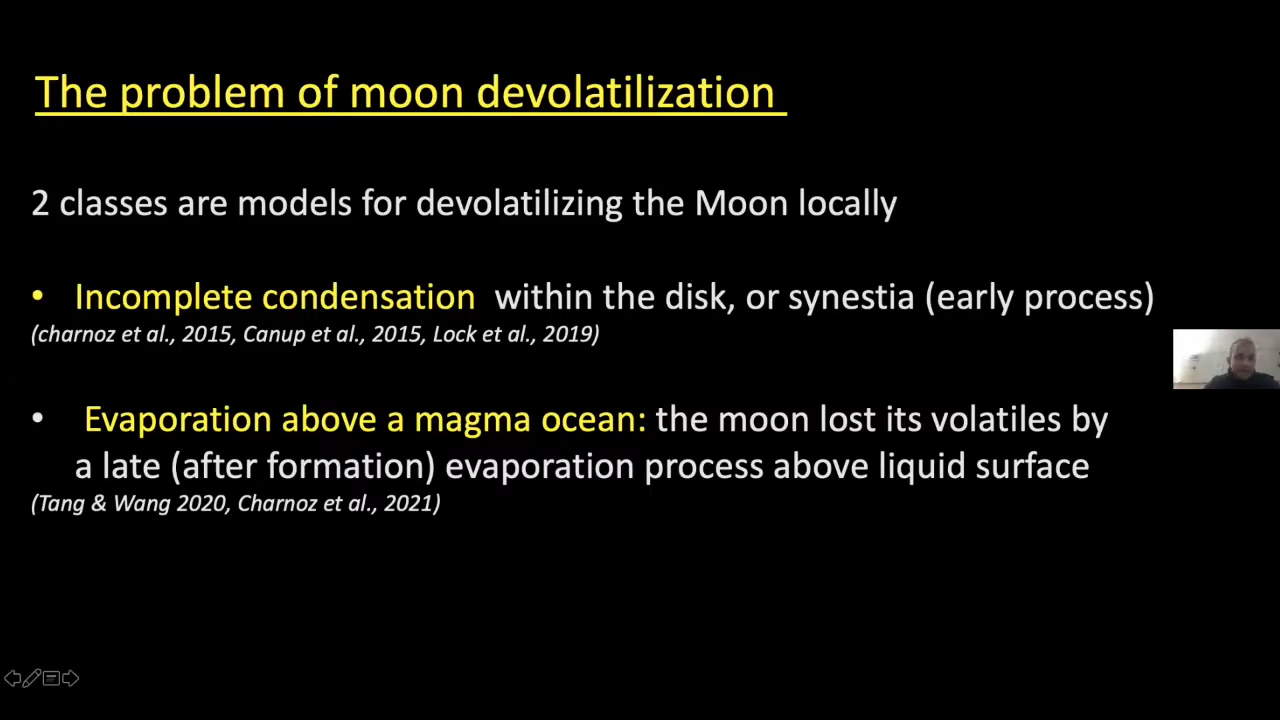 The problem of moon devolatilization
2 classes are models for devolatilizing the Moon locally
• Incomplete condensation within the disk, or synestia (early process)
(charnoz et al., 2015, Canup et al., 2015, Lock et al., 2019)
• Evaporation above a magma ocean: the moon lost its volatiles by
a late (after formation) evaporation process above liquid surface
(Tang & Wang 2020, Charnoz et al., 2021)